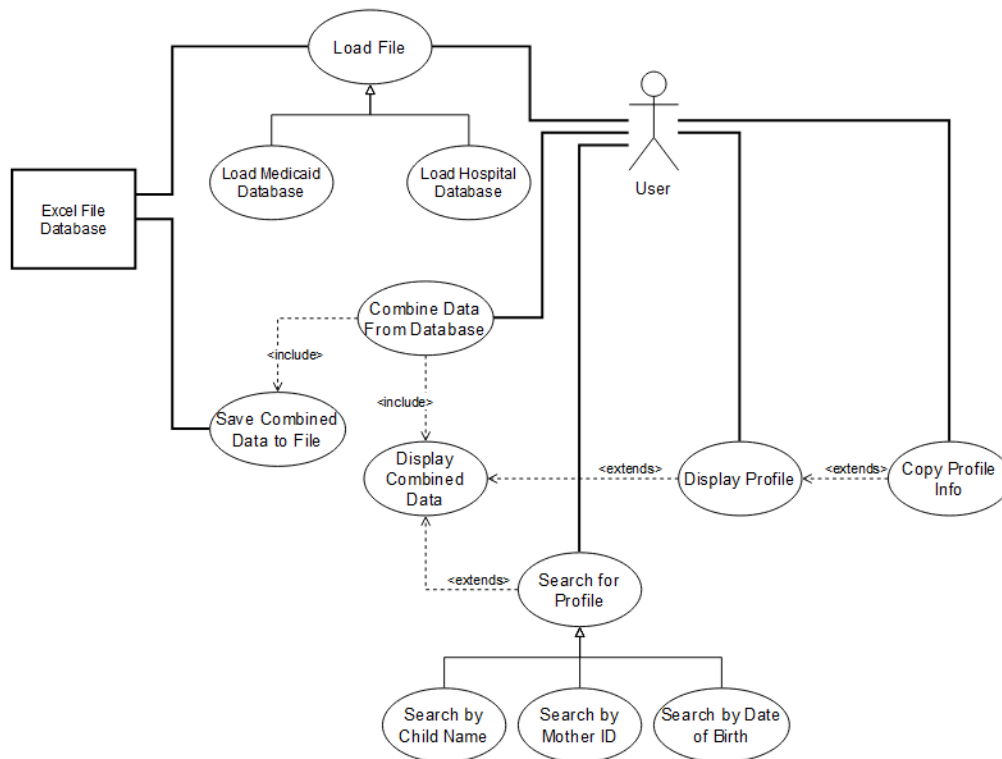 Load File
Load Medicaid
Database
Load Hospital
Database
User
Excel File
Database
Combine Data
From Database
<include>
<include>
Save Combined
Data to File
Display
Combined
Data
<extends>
Display Profile
<extends>
Copy Profile
Info
<extends>
Search for
Profile
Search by
Child Name
Search by
Mother ID
Search by Date
of Birth